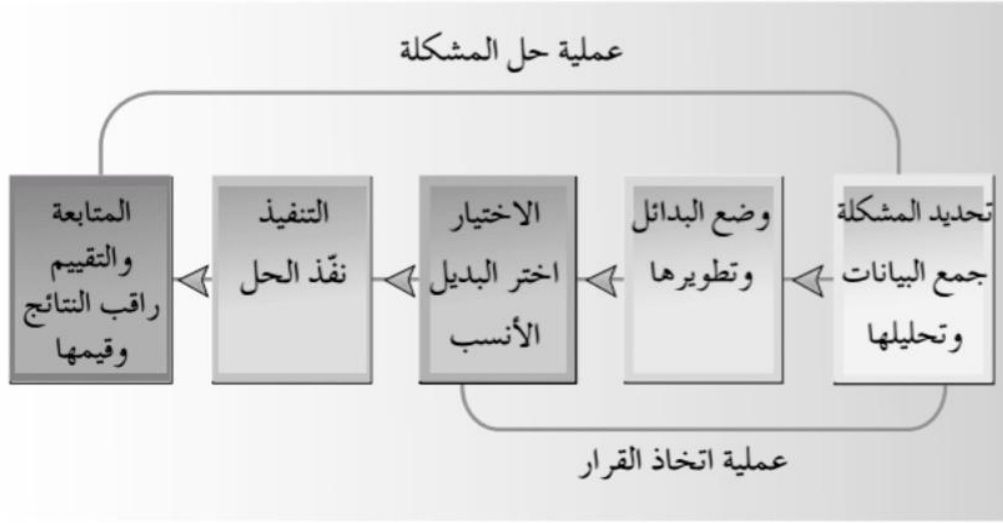 عملية حل المشكلة
تحديد المشكلة
جمع البيانات
وتحليلها
وضع البدائل
وتطويرها
الاختيار
اختر البديل
الأنسب
التنفيذ
نفّذ الحل
المتابعة
والتقييم
راقب النتائج
وقيمها
عملية اتخاذ القرار